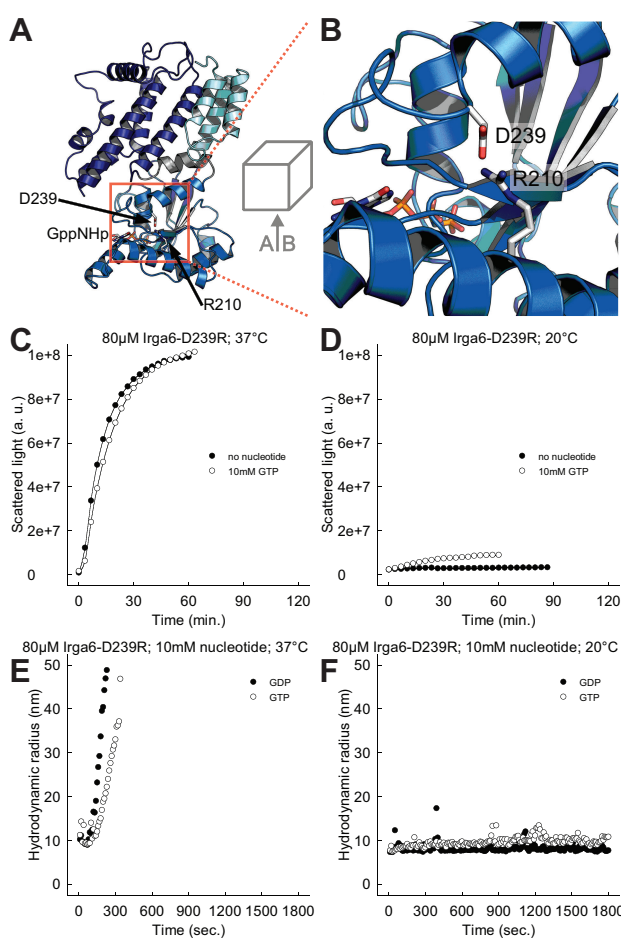 A
B
D239
GppNHp
R210
A B
D239
R210
C
80µM Irga6-D239R; 37°C
Scattered light (a. u.)
1e+8
8e+7
6e+7
4e+7
2e+7
0
no nucleotide
10mM GTP
0 30 60 90 120
Time (min.)
D
80µM Irga6-D239R; 20°C
Scattered light (a. u.)
1e+8
8e+7
6e+7
4e+7
2e+7
0
no nucleotide
10mM GTP
0 30 60 90 120
Time (min.)
E
80µM Irga6-D239R; 10mM nucleotide; 37°C
Hydrodynamic radius (nm)
50
40
30
20
10
0
GDP
GTP
0 300 600 900 1200 1500 1800
Time (sec.)
F
80µM Irga6-D239R; 10mM nucleotide; 20°C
Hydrodynamic radius (nm)
50
40
30
20
10
0
GDP
GTP
0 300 600 900 1200 1500 1800
Time (sec.)